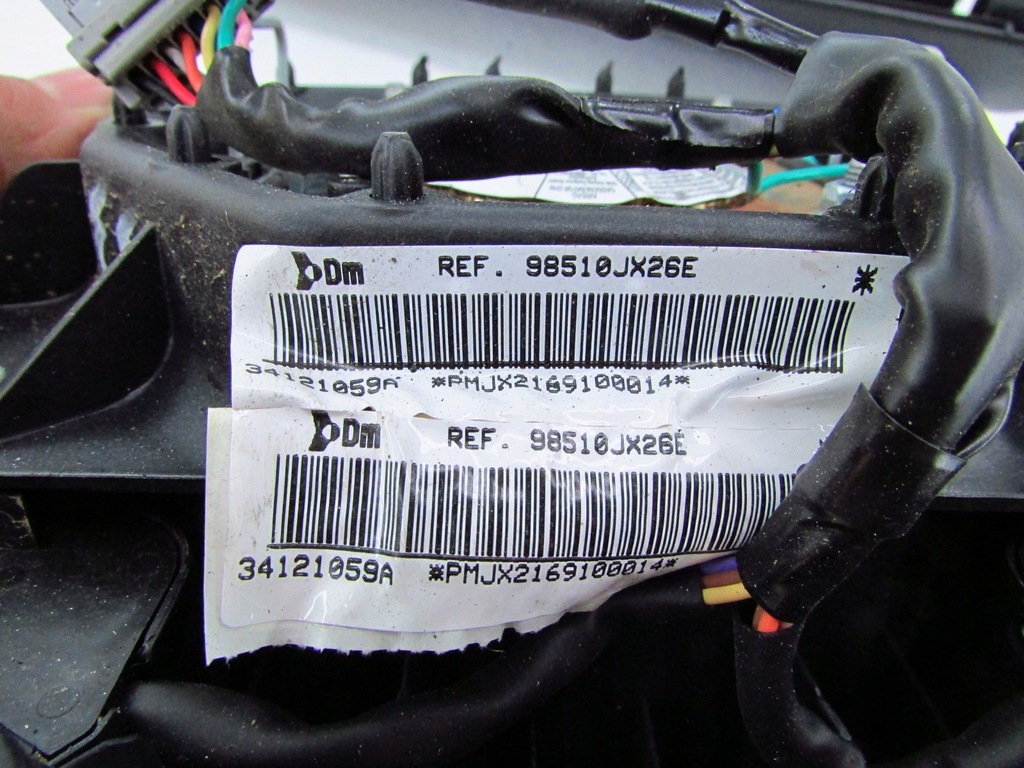 Dm REF. 98510JX26E *
34121059A *PMJX2169100014*
Dm REF. 98510JX26E
34121059A *PMJX2169100014*